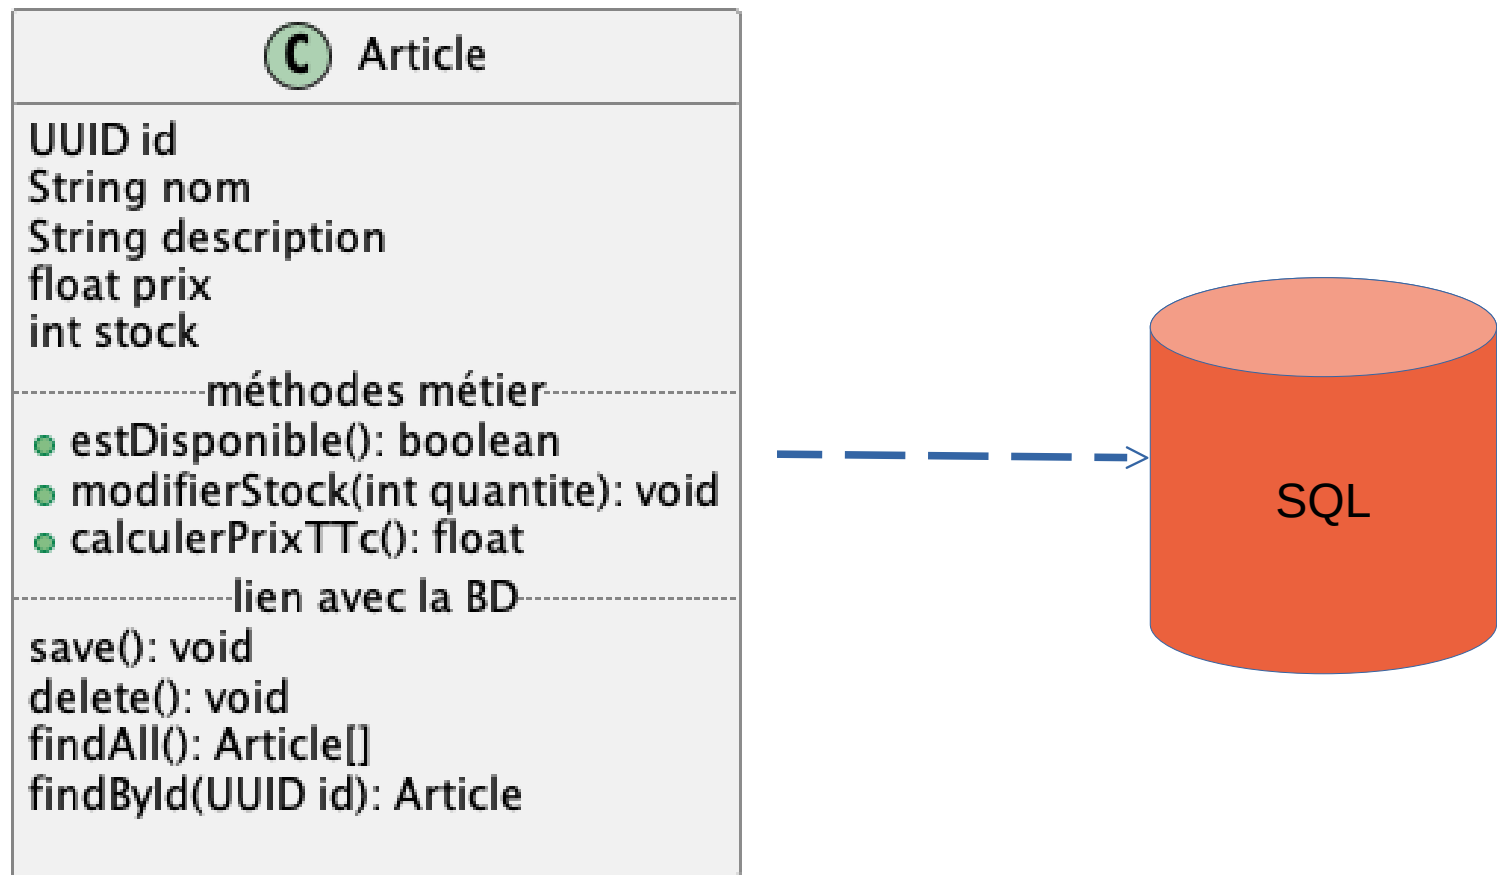 C Article
UUID id
String nom
String description
float prix
int stock
méthodes métier
estDisponible(): boolean
modifierStock(int quantite): void
calculerPrixTTc(): float
lien avec la BD
save(): void
delete(): void
findAll(): Article[]
findById(UUID id): Article
SQL